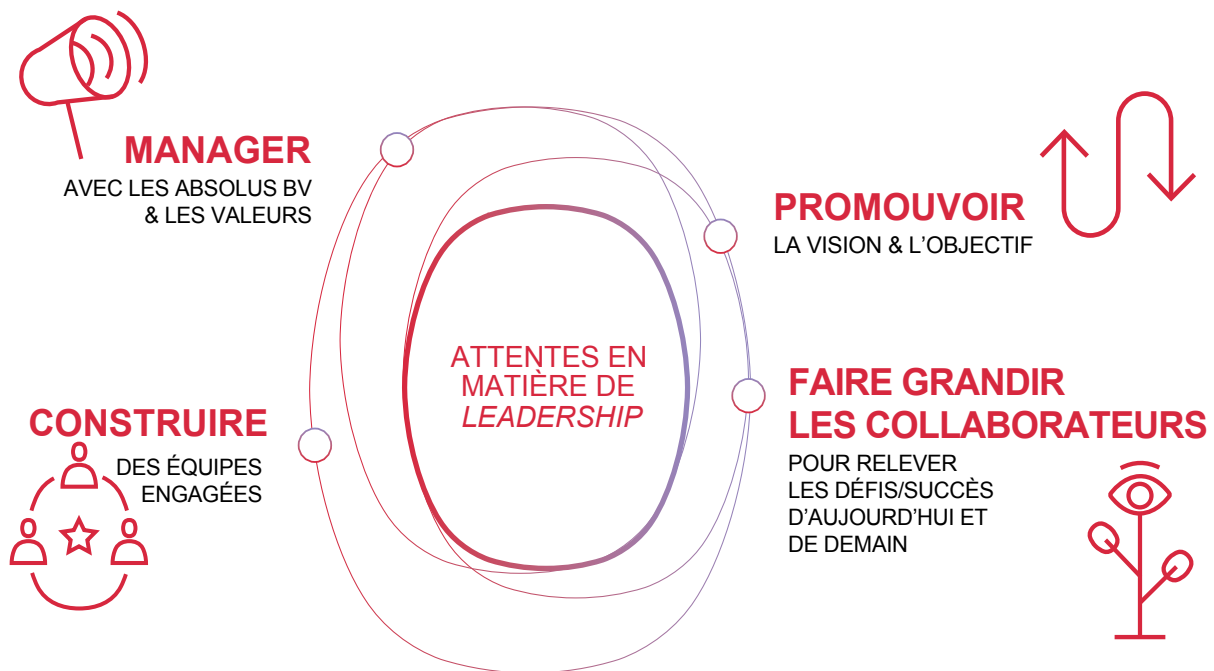 MANAGER
AVEC LES ABSOLUS BV
& LES VALEURS
PROMOUVOIR
LA VISION & L’OBJECTIF
ATTENTES EN
MATIÈRE DE
LEADERSHIP
CONSTRUIRE
DES ÉQUIPES
ENGAGÉES
FAIRE GRANDIR
LES COLLABORATEURS
POUR RELEVER
LES DÉFIS/SUCCÈS
D’AUJOURD’HUI ET
DE DEMAIN